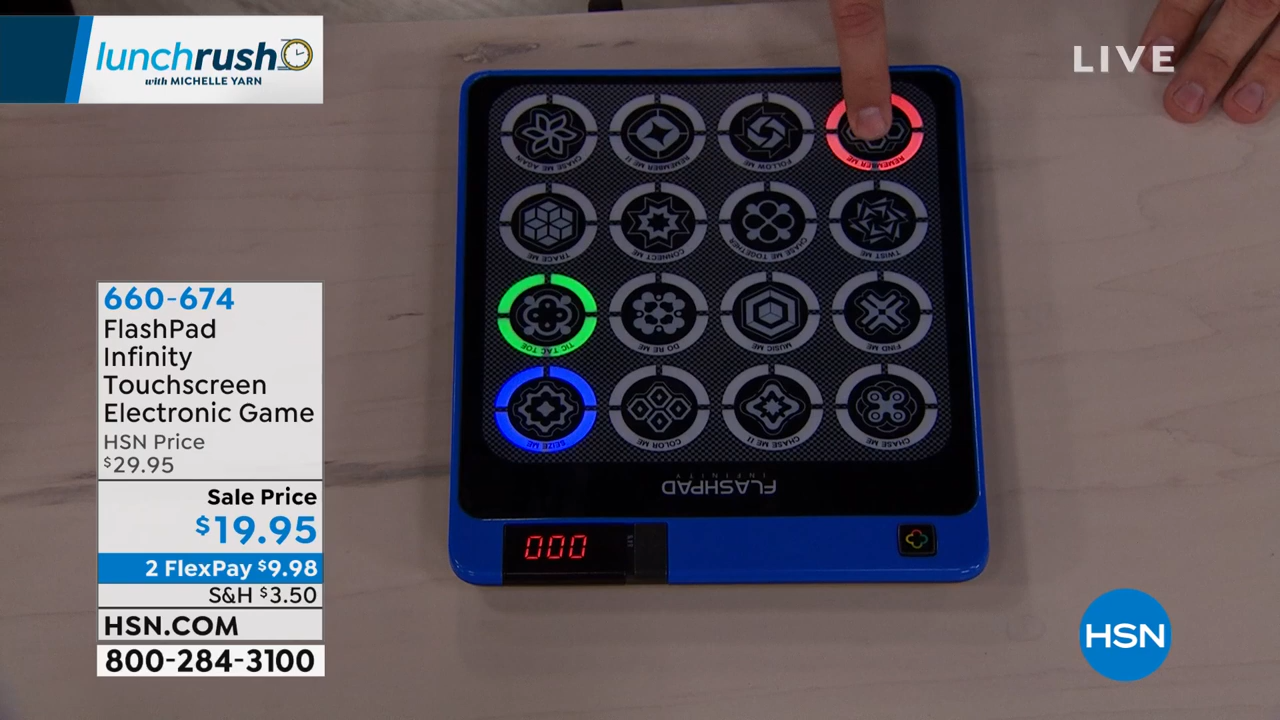 lunchrush
with MICHELLE YARN
LIVE
660-674
FlashPad
Infinity
Touchscreen
Electronic Game
HSN Price
$29.95
Sale Price
$19.95
2 FlexPay $9.98
S&H $3.50
HSN.COM
800-284-3100
HSN
CHASE ME AGAIN
REMEMBER ME II
FOLLOW ME
REMEMBER ME
TRACE ME
CONNECT ME
CHASE ME TOGETHER
TWIST ME
TIC TAC TOE
DO RE ME
MUSIC ME
FIND ME
SEIZE ME
COLOR ME
CHASE ME II
CHASE ME
FLASHPAD
INFINITY
000